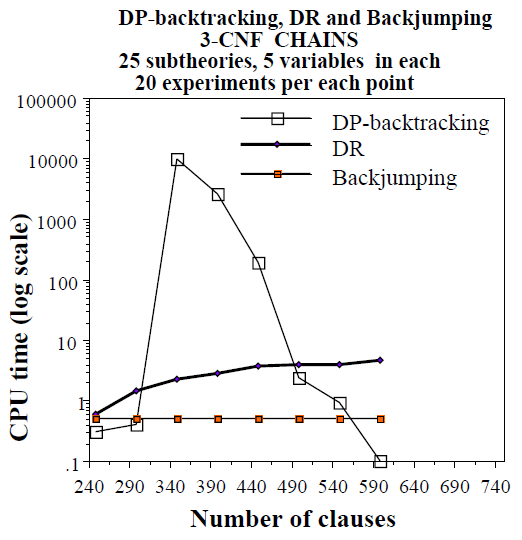 DP-backtracking, DR and Backjumping
3-CNF CHAINS
25 subtheories, 5 variables in each
20 experiments per each point
100000
10000
1000
100
10
1
.1
CPU time (log scale)
DP-backtracking
DR
Backjumping
240 290 340 390 440 490 540 590 640 690 740
Number of clauses